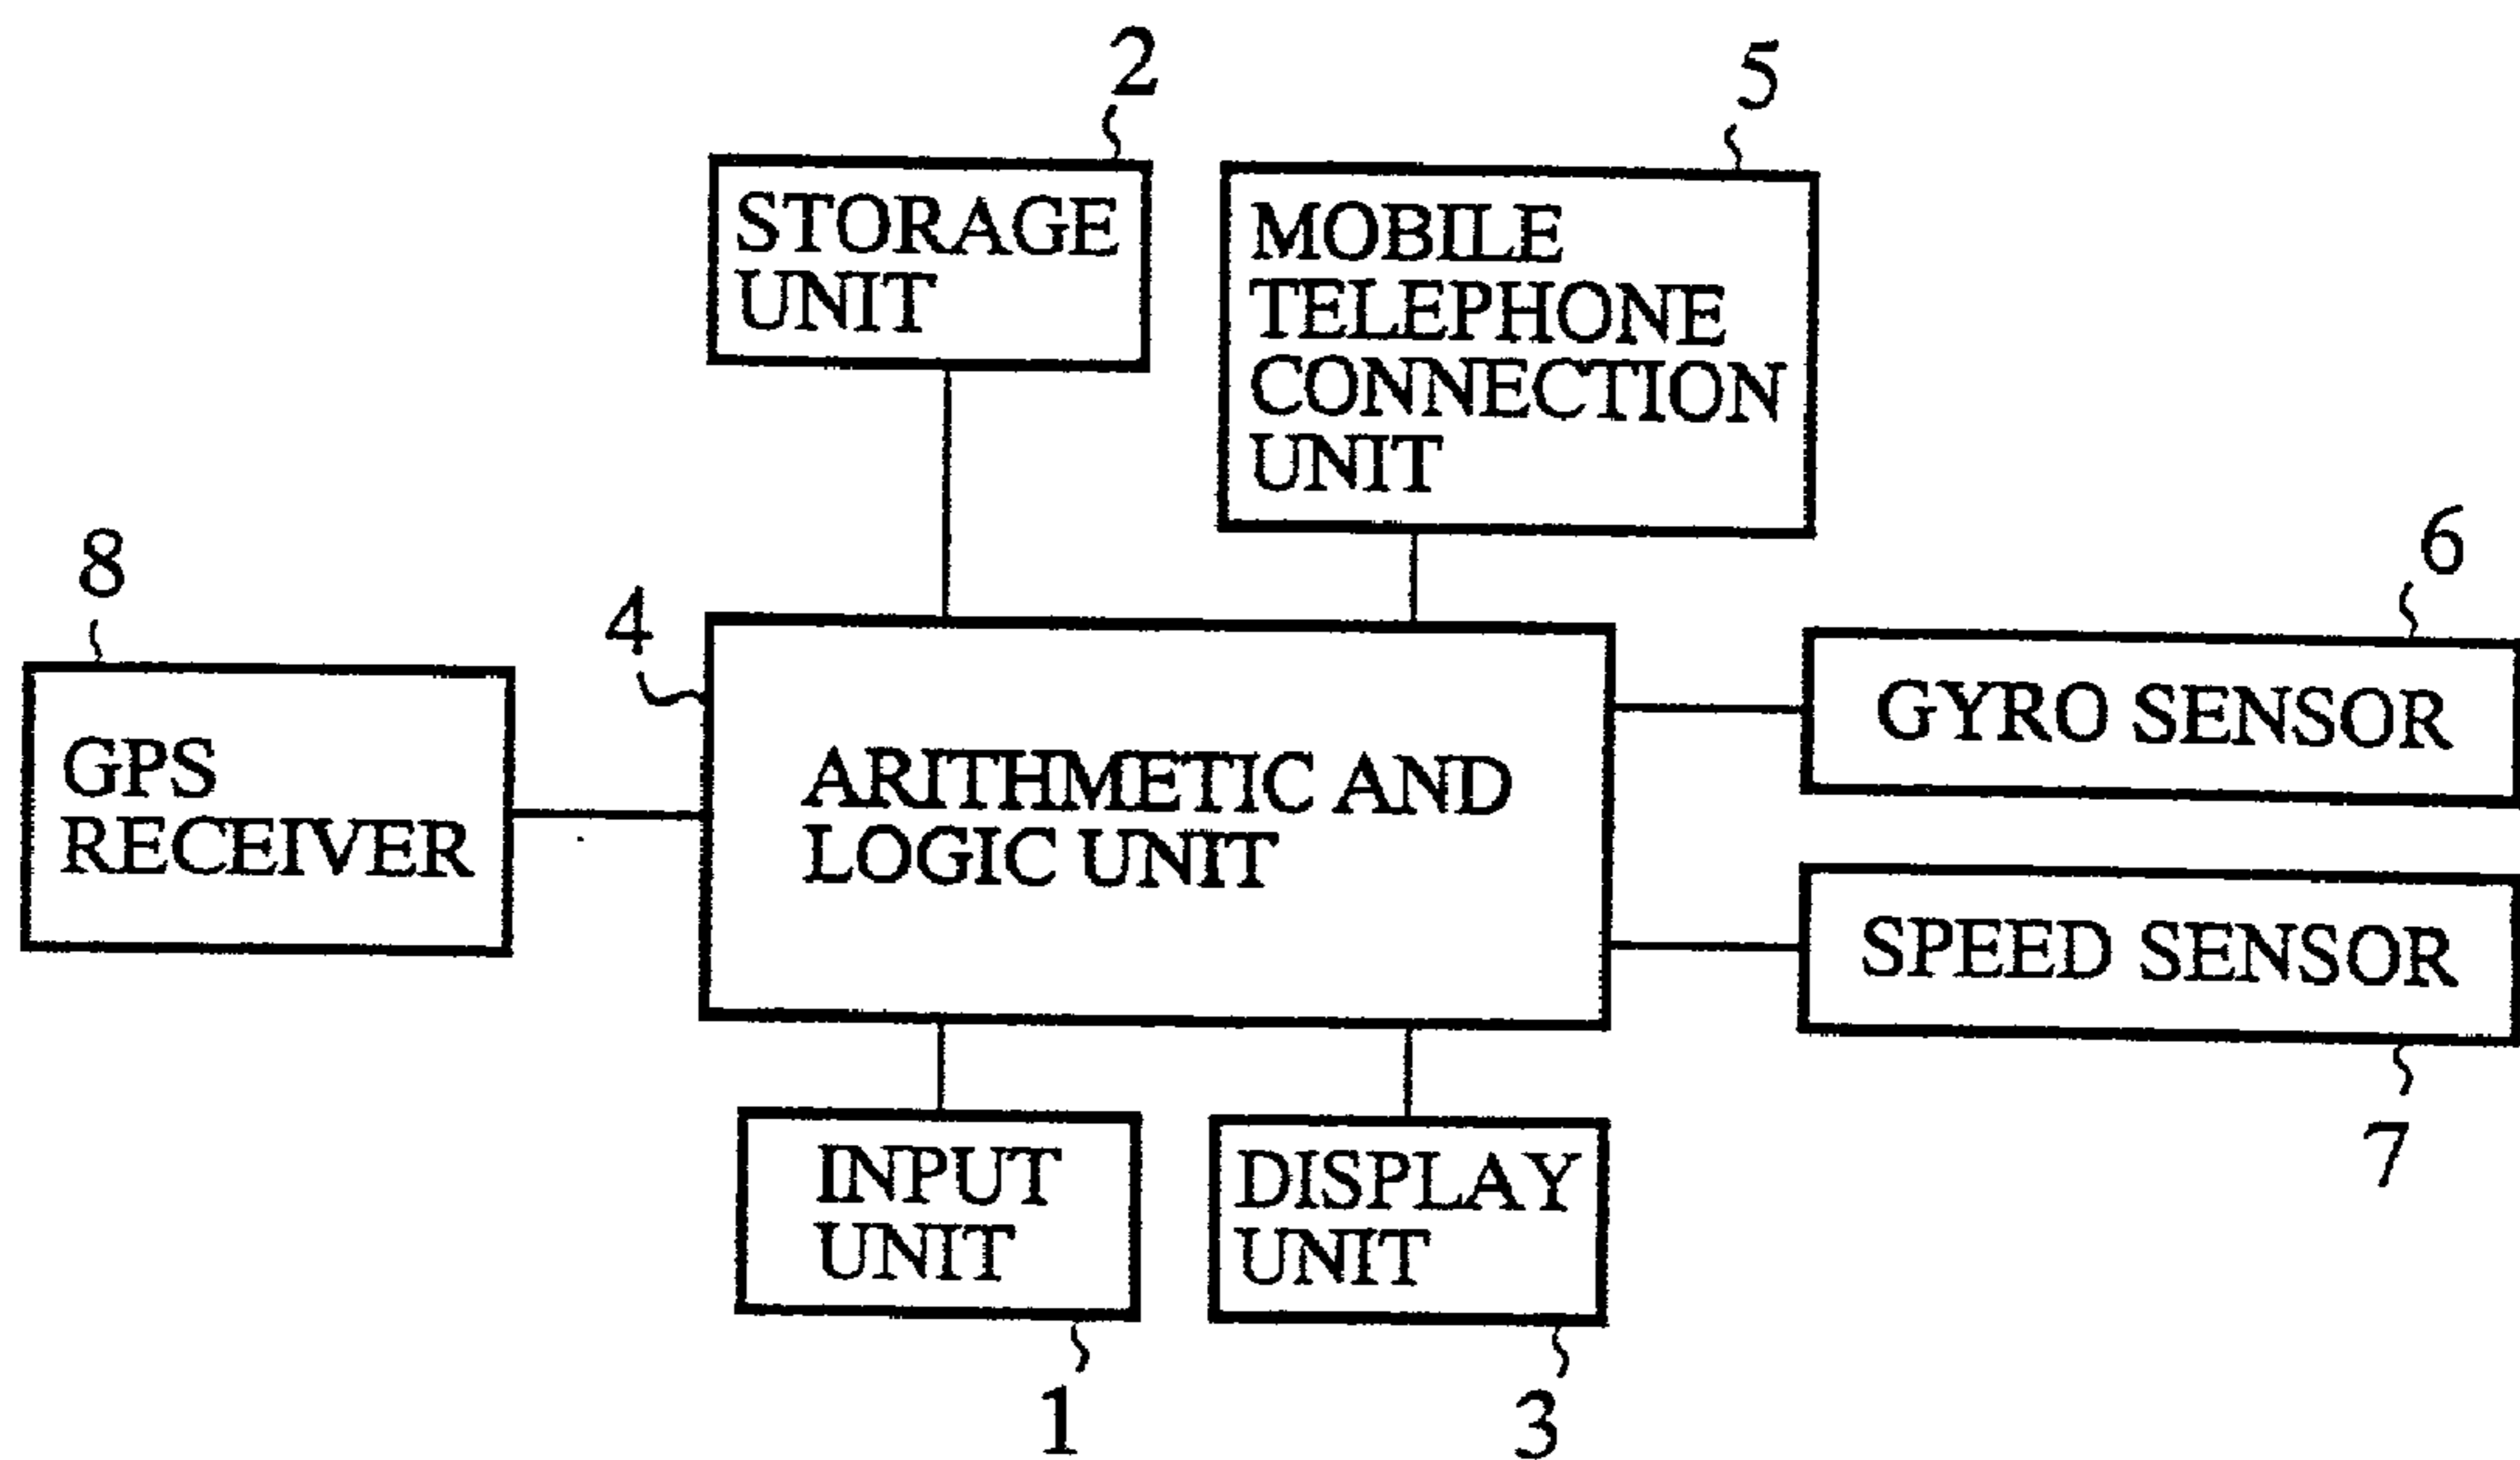 2
5
STORAGE
UNIT
MOBILE
TELEPHONE
CONNECTION
UNIT
8
4
6
GPS
RECEIVER
ARITHMETIC AND
LOGIC UNIT
GYRO SENSOR
SPEED SENSOR
7
INPUT
UNIT
DISPLAY
UNIT
1
3